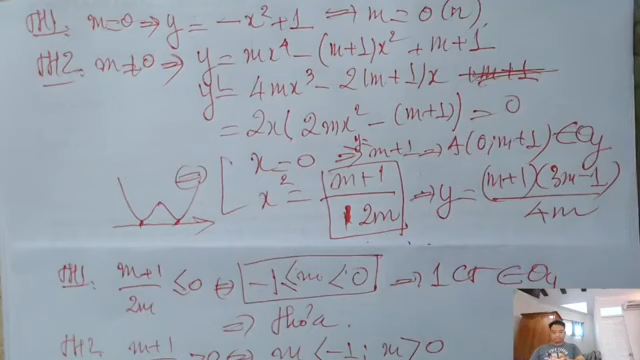 TH1. m=0 ⇒ y = -x²+1 ⇔ m=0 (n).
TH2. m≠0 ⇒ y = mx⁴ - (m+1)x² + m+1
y' = 4mx³ - 2(m+1)x
= 2x(2mx² - (m+1)) = 0
x=0 ⇒ y=m+1 ⇒ A(0;m+1) ∈ Oy
x² = (m+1)/(2m) ⇒ y = (m+1)(3m-1)/(4m)
TH1. (m+1)/(2m) ≤ 0 ⇔ -1≤m<0 ⇒ 1 CT ∈ Oy
⇒ thỏa.
TH2. (m+1)/ >0 ⇔ m<-1; m>0